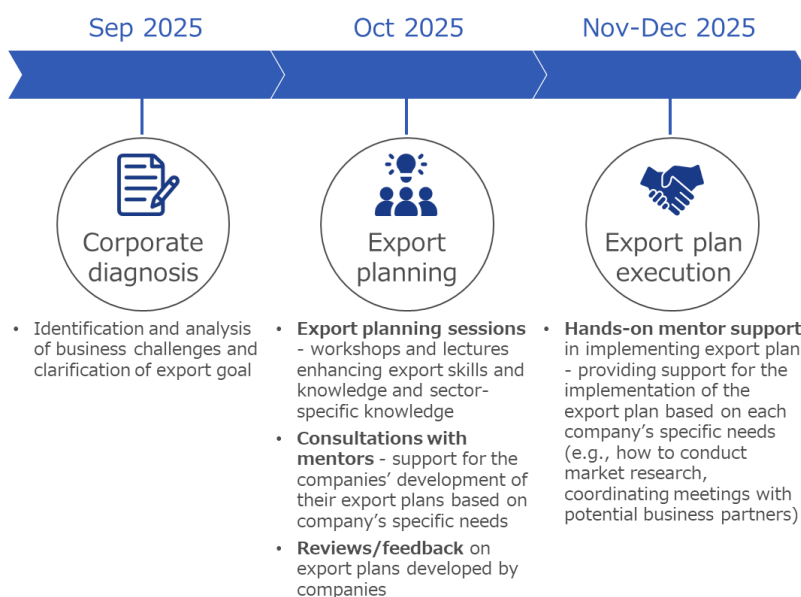 Sep 2025
Oct 2025
Nov-Dec 2025
Corporate
diagnosis
Export
planning
Export plan
execution
• Identification and analysis
of business challenges and
clarification of export goal
• Export planning sessions
- workshops and lectures
enhancing export skills and
knowledge and sector-
specific knowledge
• Consultations with
mentors - support for the
companies' development of
their export plans based on
company's specific needs
• Reviews/feedback on
export plans developed by
companies
• Hands-on mentor support
in implementing export plan
- providing support for the
implementation of the
export plan based on each
company's specific needs
(e.g., how to conduct
market research,
coordinating meetings with
potential business partners)